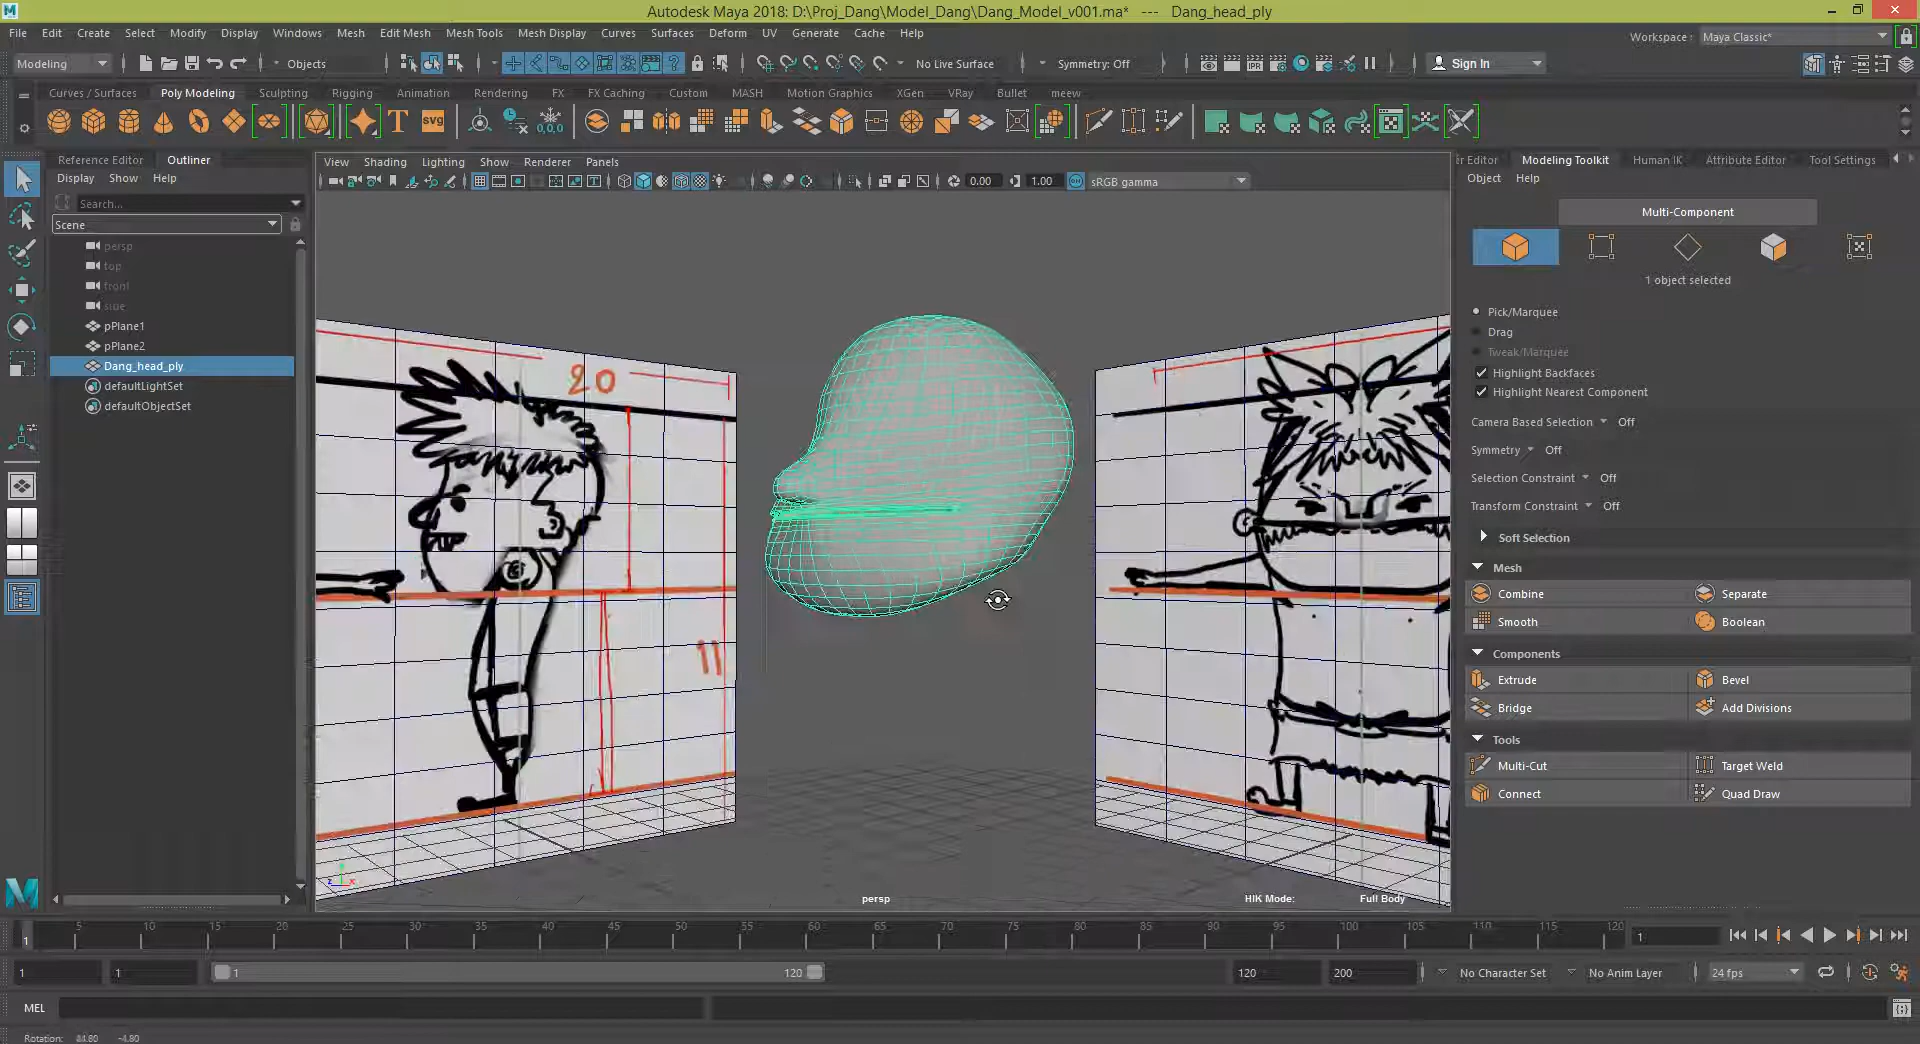 Autodesk Maya 2018: D:\Proj_Dang\Model_Dang\Dang_Model_v001.ma* --- Dang_head_ply
File Edit Create Select Modify Display Windows Mesh Edit Mesh Mesh Tools Mesh Display Curves Surfaces Deform UV Generate Cache Help
Workspace : Maya Classic*
Modeling Objects No Live Surface Symmetry: Off Sign In
Curves / Surfaces Poly Modeling Sculpting Rigging Animation Rendering FX FX Caching Custom MASH Motion Graphics XGen VRay Bullet meew
T svg 0,0,0
Reference Editor Outliner
Display Show Help
Search...
Scene
persp
top
front
side
pPlane1
pPlane2
Dang_head_ply
defaultLightSet
defaultObjectSet
View Shading Lighting Show Renderer Panels
0.00 1.00 sRGB gamma
20
11
persp
HIK Mode: Full Body
er Editor Modeling Toolkit Human IK Attribute Editor Tool Settings
Object Help
Multi-Component
1 object selected
Pick/Marquee
Drag
Tweak/Marquee
Highlight Backfaces
Highlight Nearest Component
Camera Based Selection Off
Symmetry Off
Selection Constraint Off
Transform Constraint Off
Soft Selection
Mesh
Combine Separate
Smooth Boolean
Components
Extrude Bevel
Bridge Add Divisions
Tools
Multi-Cut Target Weld
Connect Quad Draw
1 5 10 15 20 25 30 35 40 45 50 55 60 65 70 75 80 85 90 95 100 105 110 115 120 1
1 1 1 120 120 200 No Character Set No Anim Layer 24 fps
MEL
Rotation: -4.80